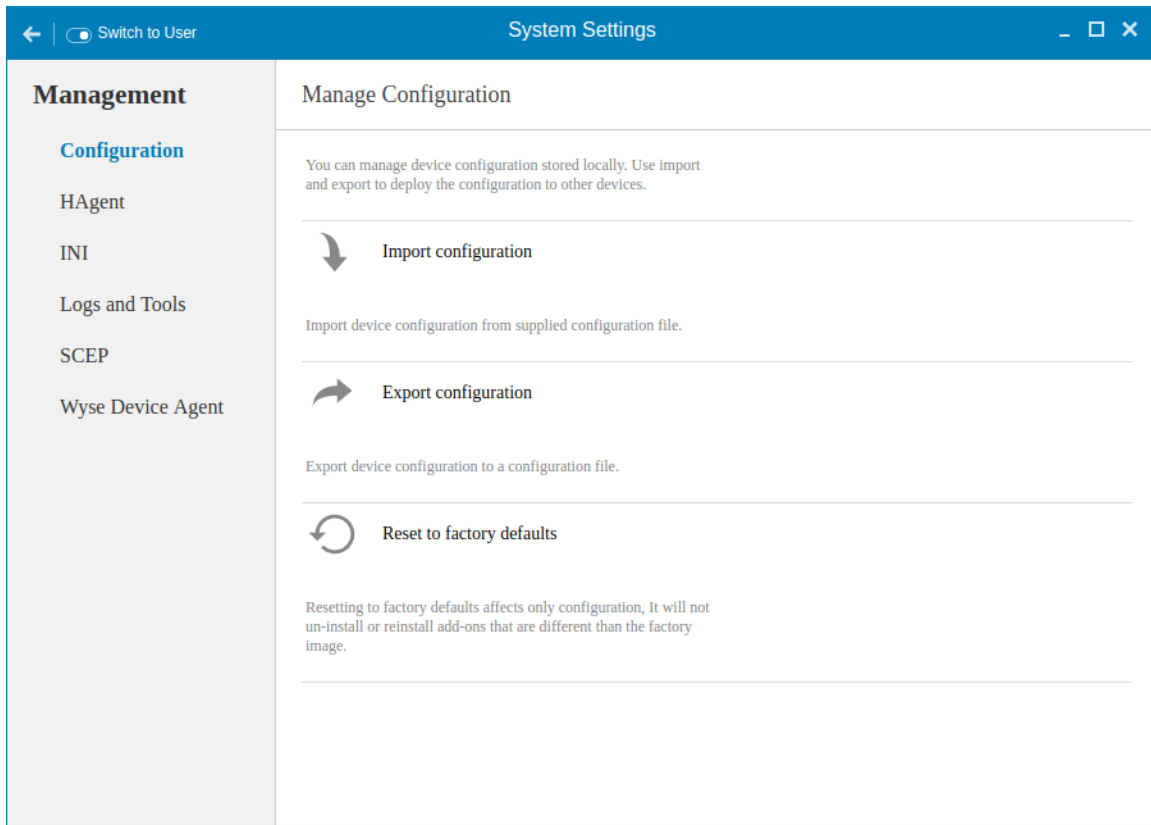 Switch to User
System Settings
Management
Configuration
HAgent
INI
Logs and Tools
SCEP
Wyse Device Agent
Manage Configuration
You can manage device configuration stored locally. Use import
and export to deploy the configuration to other devices.
Import configuration
Import device configuration from supplied configuration file.
Export configuration
Export device configuration to a configuration file.
Reset to factory defaults
Resetting to factory defaults affects only configuration, It will not
un-install or reinstall add-ons that are different than the factory
image.